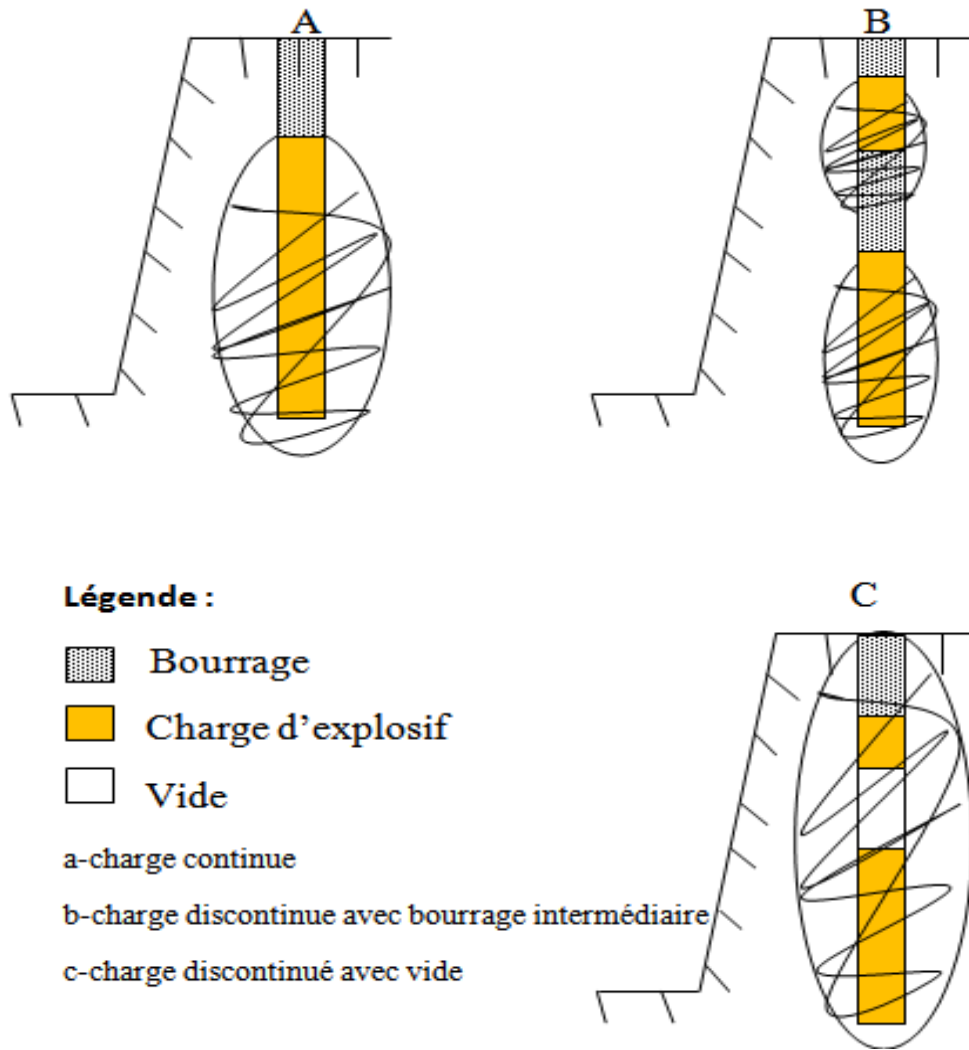 A
B
Légende :
C
Bourrage
Charge d'explosif
Vide
a-charge continue
b-charge discontinue avec bourrage intermédiaire
c-charge discontinué avec vide